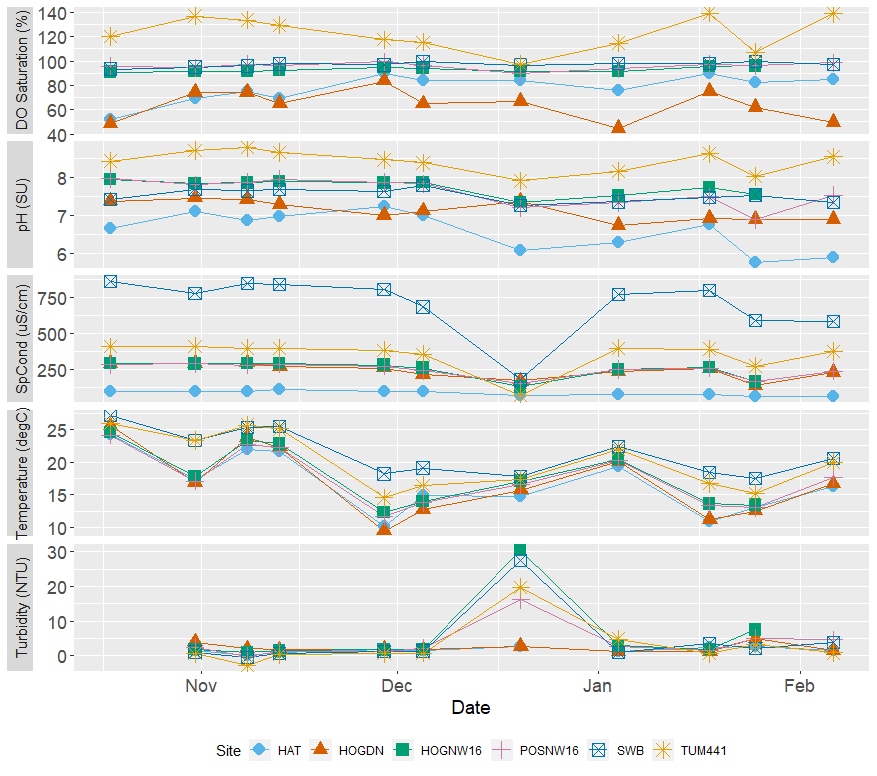 DO Saturation (%)
140
120
100
80
60
40
pH (SU)
8
7
6
SpCond (uS/cm)
750
500
250
Temperature (degC)
25
20
15
10
Turbidity (NTU)
30
20
10
0
Nov Dec Jan Feb
Date
Site HAT HOGDN HOGNW16 POSNW16 SWB TUM441